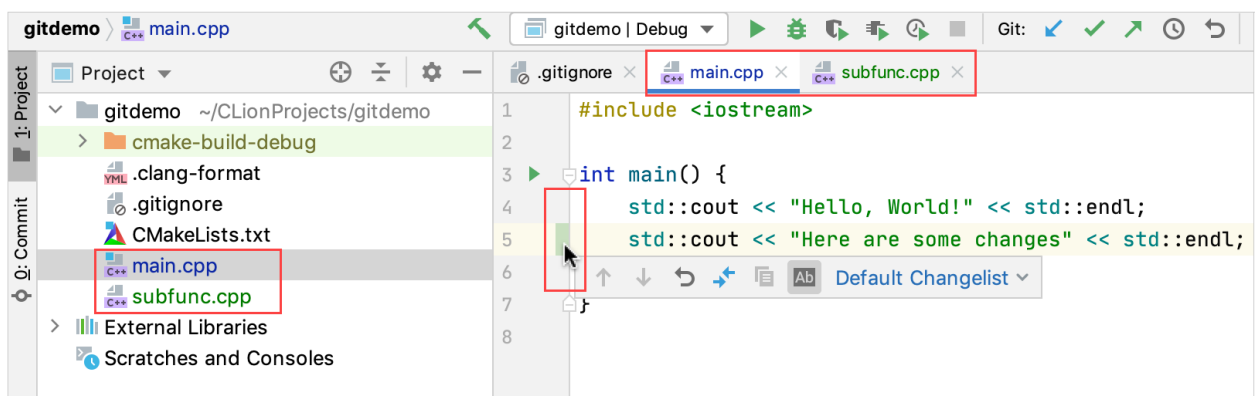 gitdemo main.cpp gitdemo | Debug Git:
1: Project
0: Commit
Project
gitdemo ~/CLionProjects/gitdemo
cmake-build-debug
YML .clang-format
.gitignore
CMakeLists.txt
C++ main.cpp
C++ subfunc.cpp
External Libraries
Scratches and Consoles
.gitignore C++ main.cpp C++ subfunc.cpp
1 #include <iostream>
2
3 int main() {
4 std::cout << "Hello, World!" << std::endl;
5 std::cout << "Here are some changes" << std::endl;
6 Ab Default Changelist
7 }
8